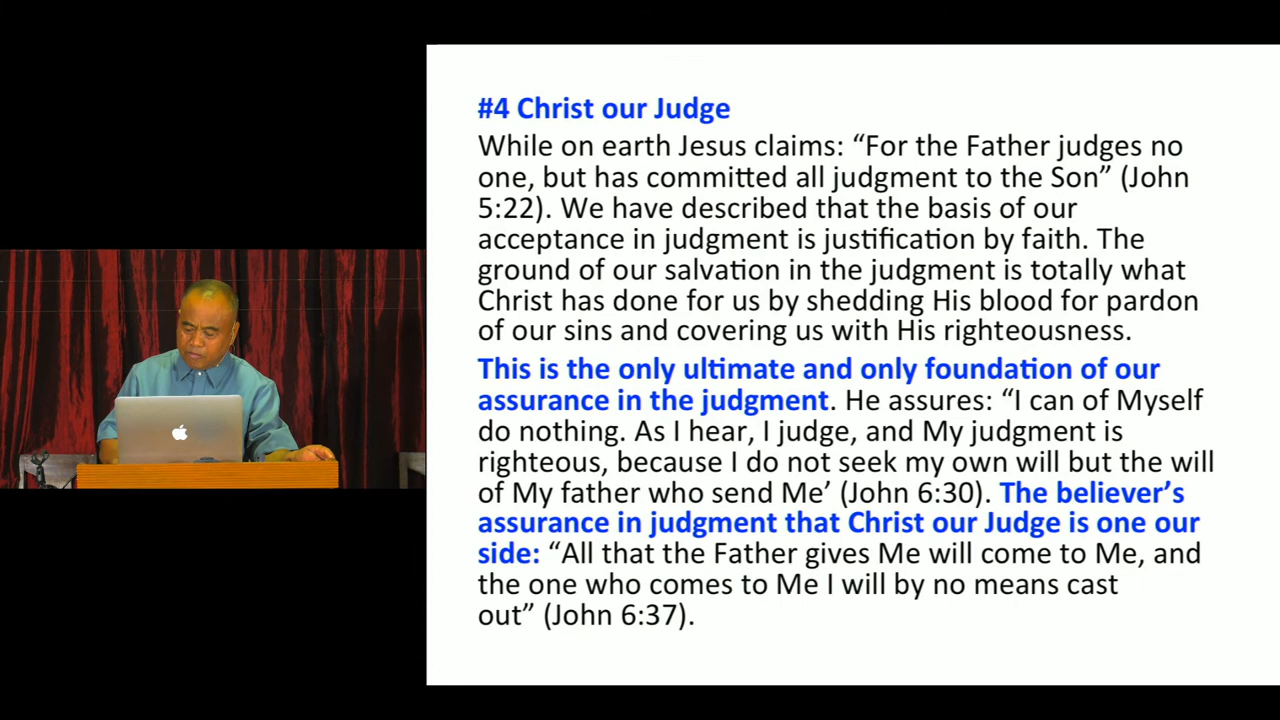 #4 Christ our Judge
While on earth Jesus claims: “For the Father judges no
one, but has committed all judgment to the Son” (John
5:22). We have described that the basis of our
acceptance in judgment is justification by faith. The
ground of our salvation in the judgment is totally what
Christ has done for us by shedding His blood for pardon
of our sins and covering us with His righteousness.
This is the only ultimate and only foundation of our
assurance in the judgment. He assures: “I can of Myself
do nothing. As I hear, I judge, and My judgment is
righteous, because I do not seek my own will but the will
of My father who send Me’ (John 6:30). The believer’s
assurance in judgment that Christ our Judge is one our
side: “All that the Father gives Me will come to Me, and
the one who comes to Me I will by no means cast
out” (John 6:37).